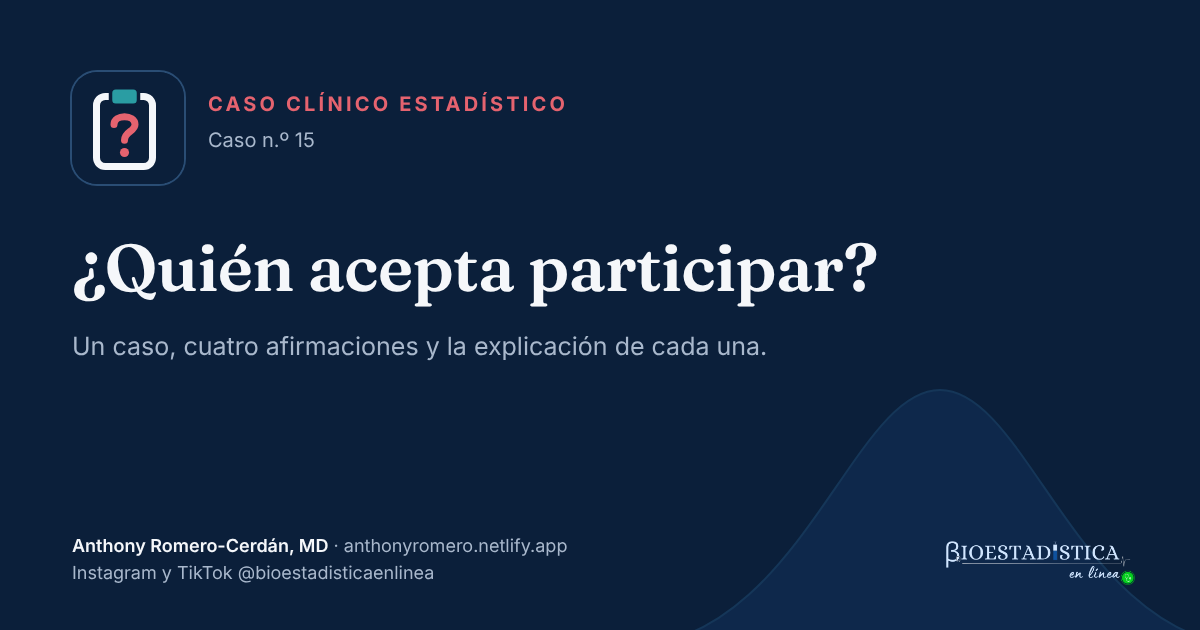 ?
CASO CLÍNICO ESTADÍSTICO
Caso n.º 15
¿Quién acepta participar?
Un caso, cuatro afirmaciones y la explicación de cada una.
Anthony Romero-Cerdán, MD · anthonyromero.netlify.app
Instagram y TikTok @bioestadisticaenlinea
βIOESTADÍSTICA
en línea